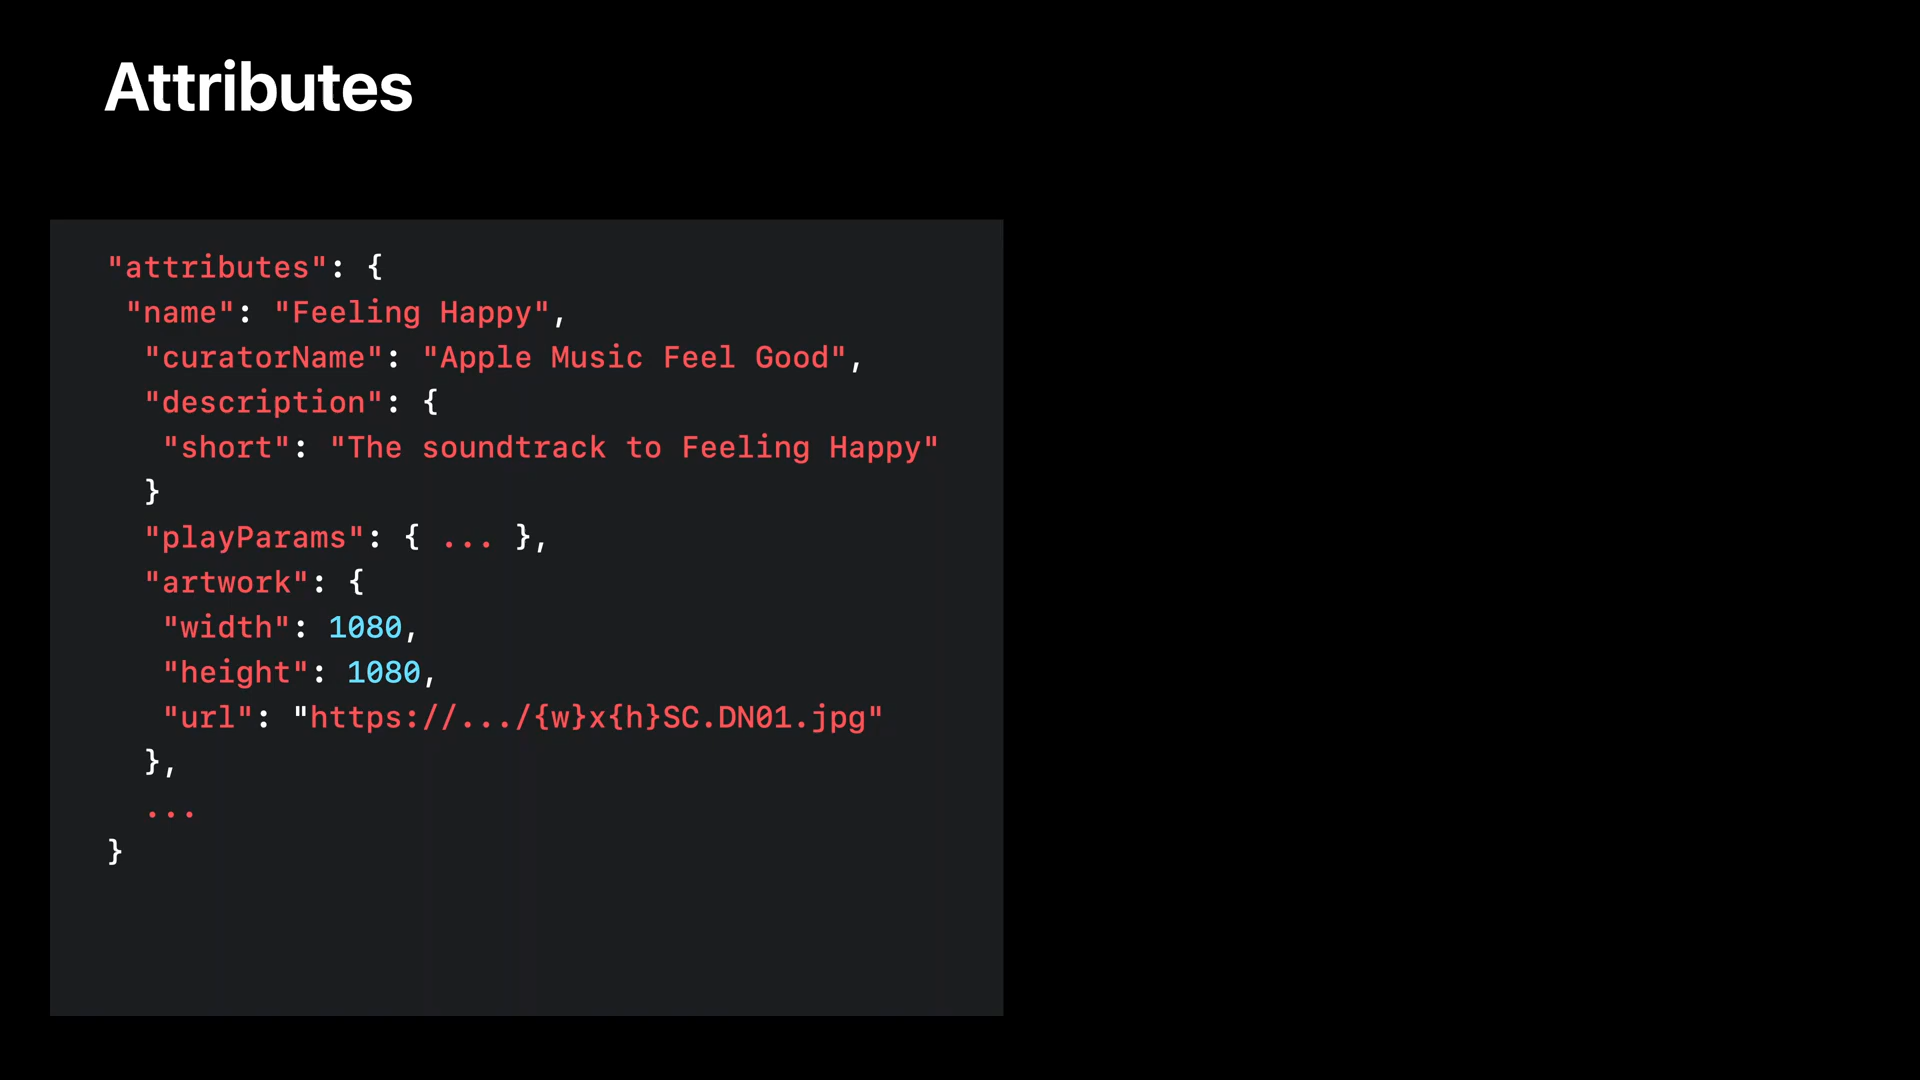 Attributes
"attributes": {
"name": "Feeling Happy",
"curatorName": "Apple Music Feel Good",
"description": {
"short": "The soundtrack to Feeling Happy"
}
"playParams": { ... },
"artwork": {
"width": 1080,
"height": 1080,
"url": "https://.../{w}x{h}SC.DN01.jpg"
},
...
}